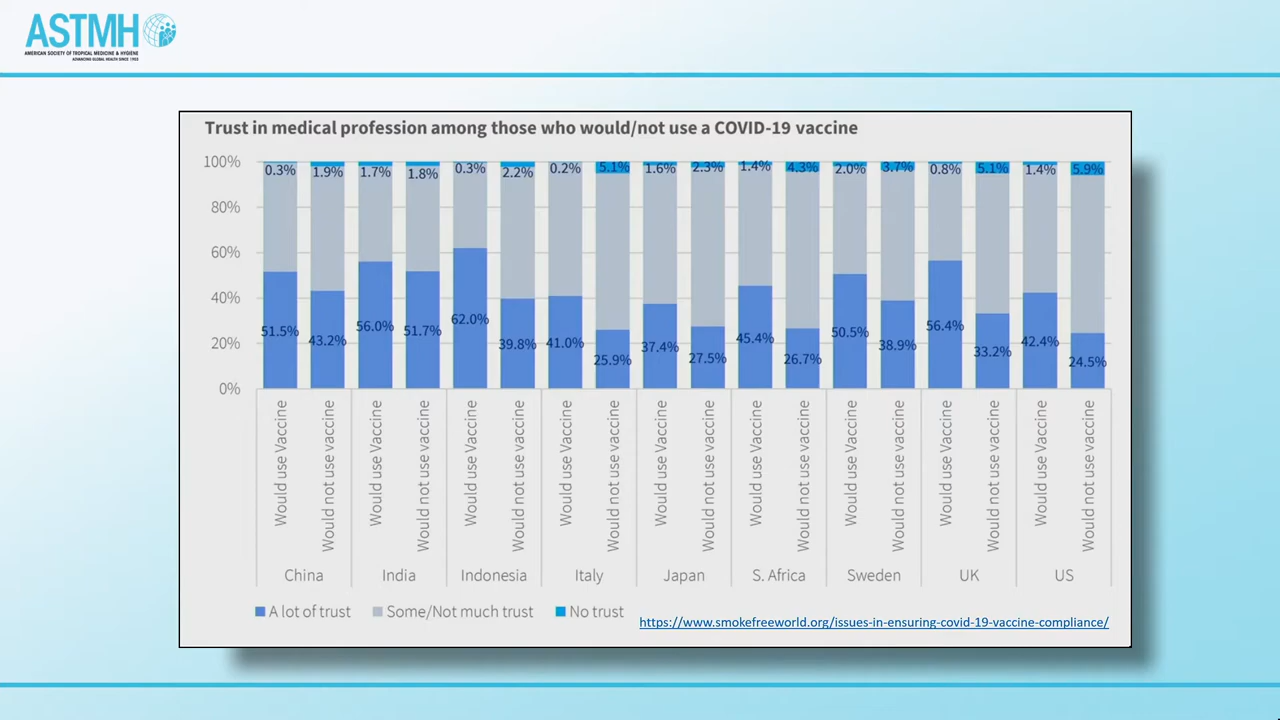 ASTMH
AMERICAN SOCIETY OF TROPICAL MEDICINE & HYGIENE
ADVANCING GLOBAL HEALTH SINCE 1903
Trust in medical profession among those who would/not use a COVID-19 vaccine
100%
80%
60%
40%
20%
0%
0.3% 1.9% 1.7% 1.8% 0.3% 2.2% 0.2% 5.1% 1.6% 2.3% 1.4% 4.3% 2.0% 3.7% 0.8% 5.1% 1.4% 5.9%
51.5% 43.2% 56.0% 51.7% 62.0% 39.8% 41.0% 25.9% 37.4% 27.5% 45.4% 26.7% 50.5% 38.9% 56.4% 33.2% 42.4% 24.5%
Would use Vaccine
Would not use vaccine
Would use Vaccine
Would not use vaccine
Would use Vaccine
Would not use vaccine
Would use Vaccine
Would not use vaccine
Would use Vaccine
Would not use vaccine
Would use Vaccine
Would not use vaccine
Would use Vaccine
Would not use vaccine
Would use Vaccine
Would not use vaccine
Would use Vaccine
Would not use vaccine
China India Indonesia Italy Japan S. Africa Sweden UK US
A lot of trust Some/Not much trust No trust
https://www.smokefreeworld.org/issues-in-ensuring-covid-19-vaccine-compliance/